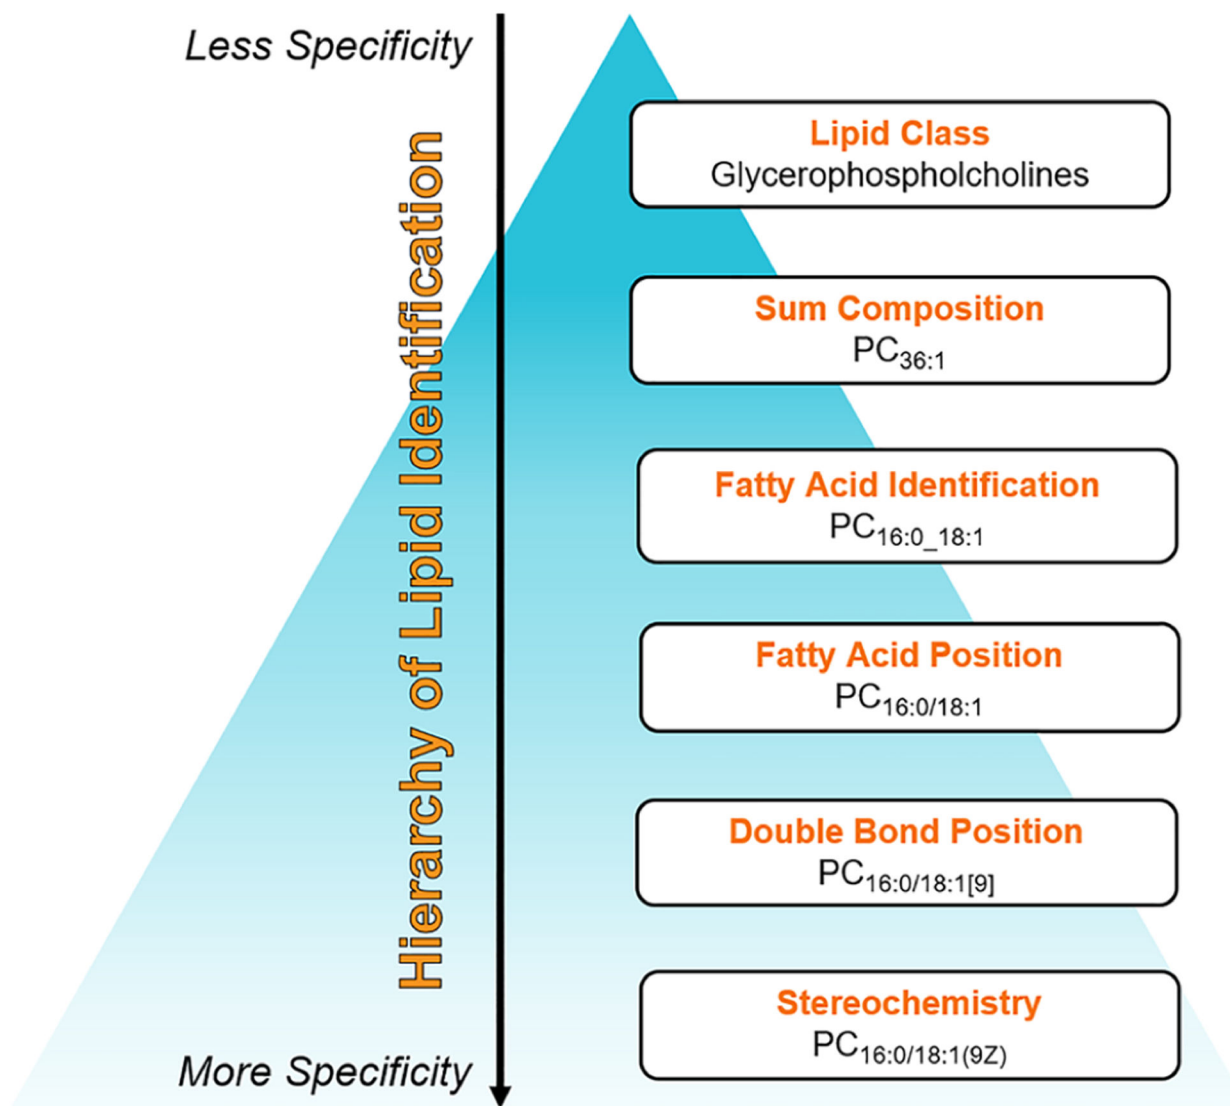 Less Specificity
Hierarchy of Lipid Identification
Lipid Class
Glycerophospholcholines
Sum Composition
PC36:1
Fatty Acid Identification
PC16:0_18:1
Fatty Acid Position
PC16:0/18:1
Double Bond Position
PC16:0/18:1[9]
Stereochemistry
PC16:0/18:1(9Z)
More Specificity